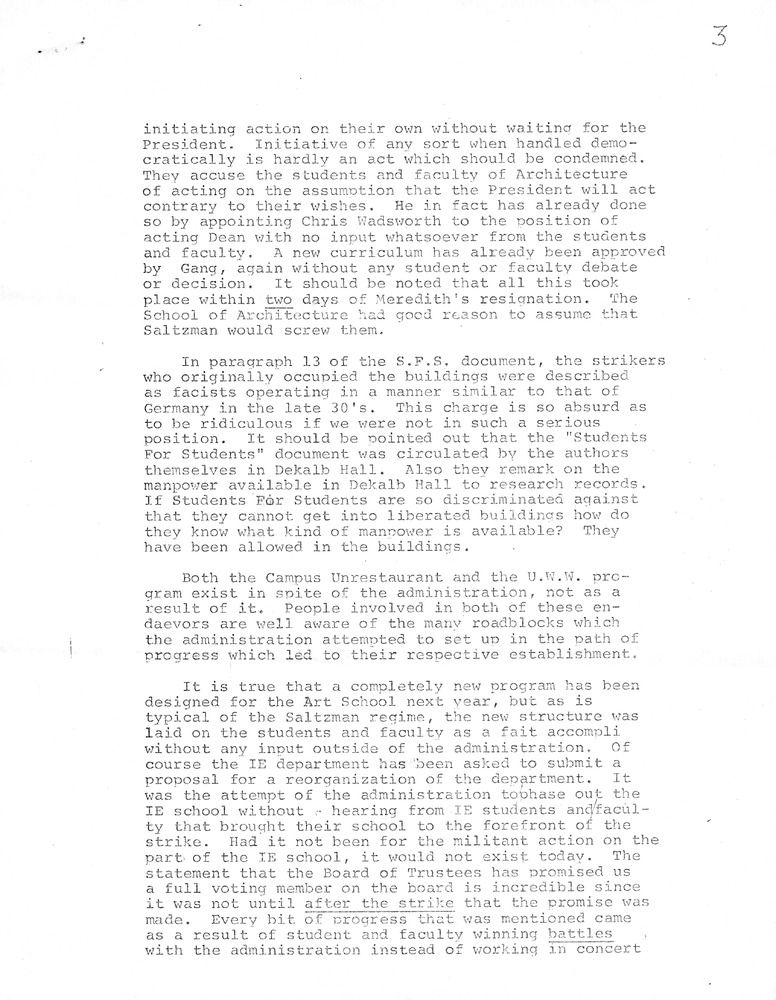 3
initiating action on their own without waiting for the
President. Initiative of any sort when handled demo-
cratically is hardly an act which should be condemned.
They accuse the students and faculty of Architecture
of acting on the assumption that the President will act
contrary to their wishes. He in fact has already done
so by appointing Chris Wadsworth to the position of
acting Dean with no input whatsoever from the students
and faculty. A new curriculum has already been approved
by Gang, again without any student or faculty debate
or decision. It should be noted that all this took
place within two days of Meredith's resignation. The
School of Architecture had good reason to assume that
Saltzman would screw them.
In paragraph 13 of the S.F.S. document, the strikers
who originally occupied the buildings were described
as facists operating in a manner similar to that of
Germany in the late 30's. This charge is so absurd as
to be ridiculous if we were not in such a serious
position. It should be pointed out that the "Students
For Students" document was circulated by the authors
themselves in Dekalb Hall. Also they remark on the
manpower available in Dekalb Hall to research records.
If Students For Students are so discriminated against
that they cannot get into liberated buildings how do
they know what kind of manpower is available? They
have been allowed in the buildings.
Both the Campus Unrestaurant and the U.W.W. pro-
gram exist in spite of the administration, not as a
result of it. People involved in both of these en-
daevors are well aware of the many roadblocks which
the administration attempted to set up in the path of
progress which led to their respective establishment.
It is true that a completely new program has been
designed for the Art School next year, but as is
typical of the Saltzman regime, the new structure was
laid on the students and faculty as a fait accompli
without any input outside of the administration. Of
course the IE department has been asked to submit a
proposal for a reorganization of the department. It
was the attempt of the administration to phase out the
IE school without hearing from IE students and/facul-
ty that brought their school to the forefront of the
strike. Had it not been for the militant action on the
part of the IE school, it would not exist today. The
statement that the Board of Trustees has promised us
a full voting member on the board is incredible since
it was not until after the strike that the promise was
made. Every bit of progress that was mentioned came
as a result of student and faculty winning battles
with the administration instead of working in concert